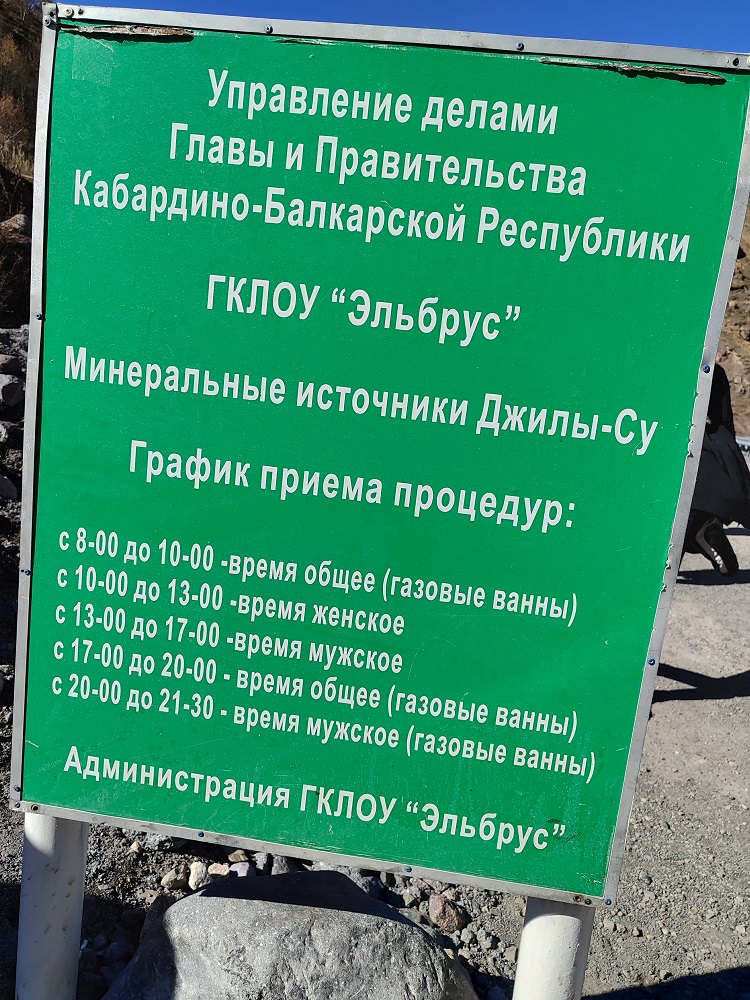 Управление делами
Главы и Правительства
Кабардино-Балкарской Республики
ГКЛОУ “Эльбрус”
Минеральные источники Джилы-Су
График приема процедур:
с 8-00 до 10-00 -время общее (газовые ванны)
с 10-00 до 13-00 -время женское
с 13-00 до 17-00 -время мужское
с 17-00 до 20-00 - время общее (газовые ванны)
с 20-00 до 21-30 - время мужское (газовые ванны)
Администрация ГКЛОУ “Эльбрус”